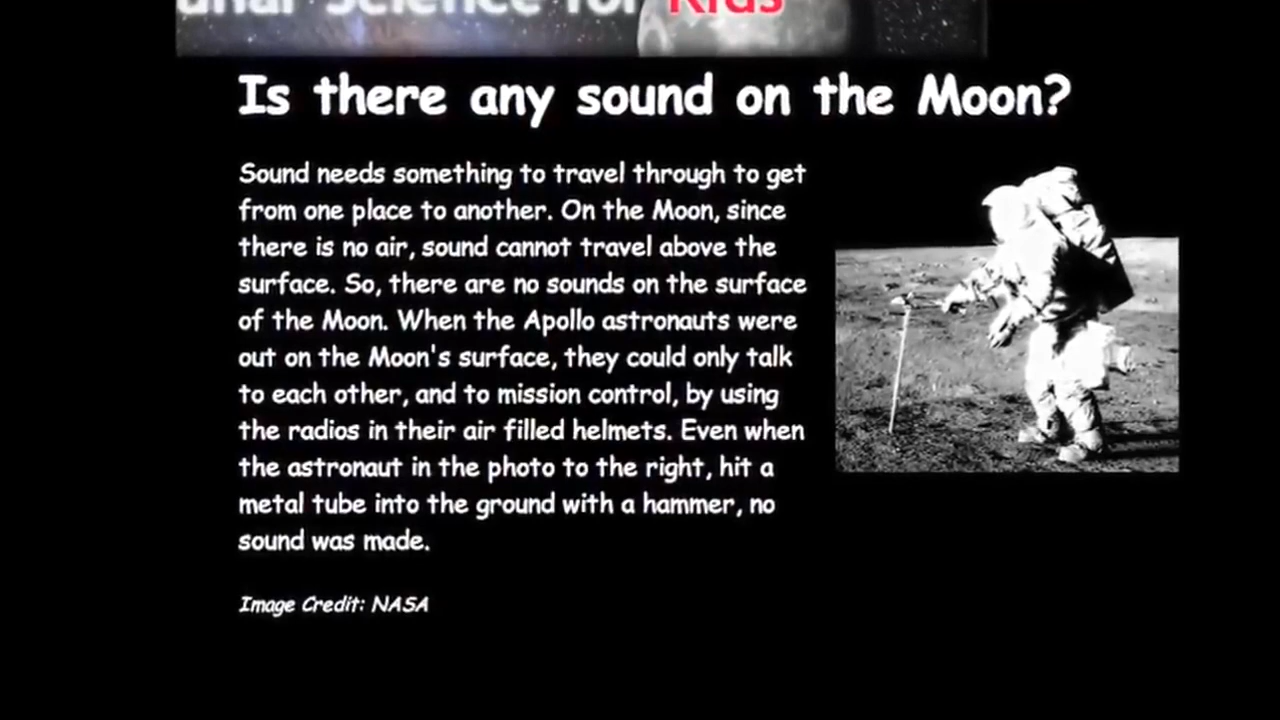 unar Science for Kids
Is there any sound on the Moon?
Sound needs something to travel through to get
from one place to another. On the Moon, since
there is no air, sound cannot travel above the
surface. So, there are no sounds on the surface
of the Moon. When the Apollo astronauts were
out on the Moon's surface, they could only talk
to each other, and to mission control, by using
the radios in their air filled helmets. Even when
the astronaut in the photo to the right, hit a
metal tube into the ground with a hammer, no
sound was made.
Image Credit: NASA